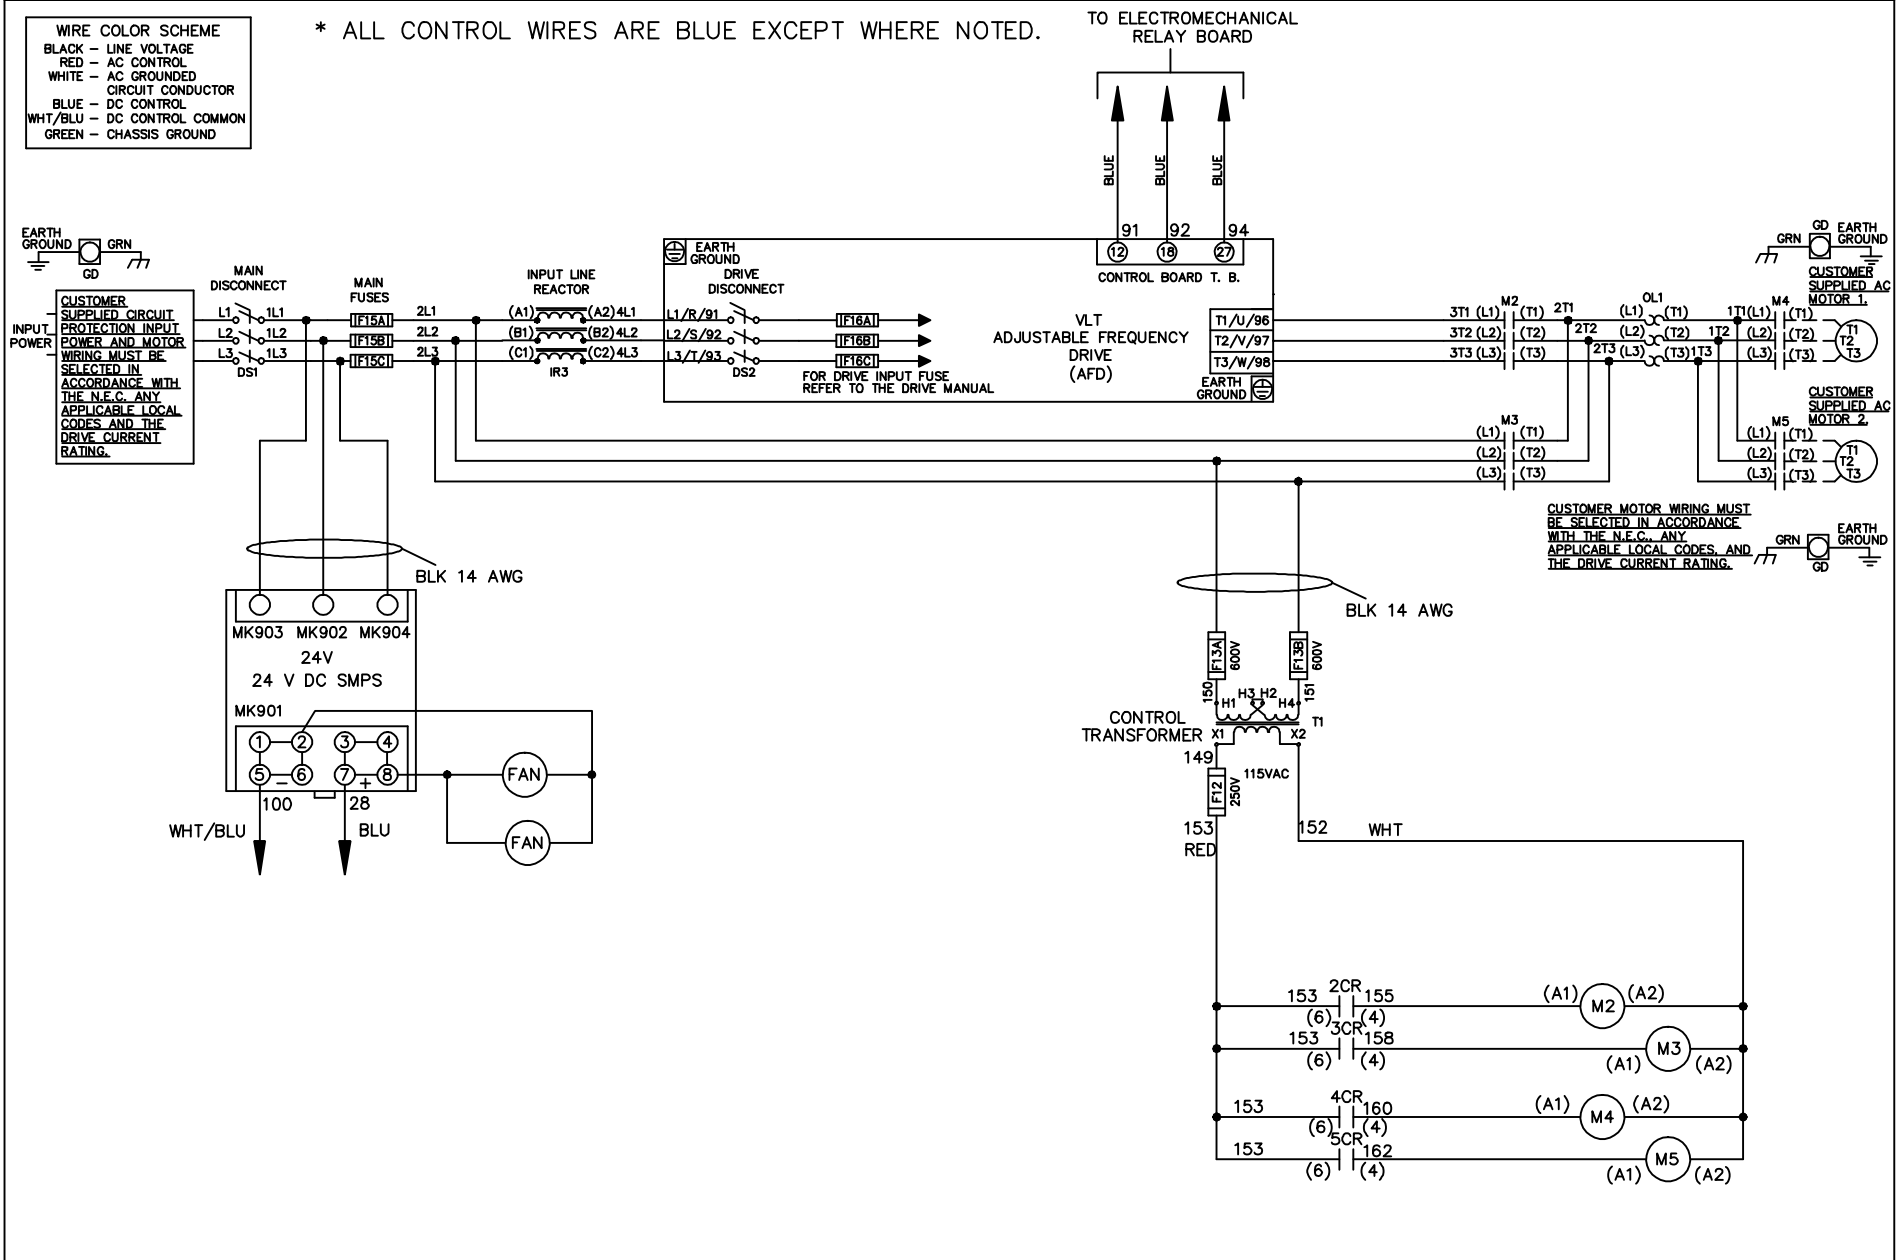 WIRE COLOR SCHEME
BLACK – LINE VOLTAGE
RED – AC CONTROL
WHITE – AC GROUNDED
CIRCUIT CONDUCTOR
BLUE – DC CONTROL
WHT/BLU – DC CONTROL COMMON
GREEN – CHASSIS GROUND
* ALL CONTROL WIRES ARE BLUE EXCEPT WHERE NOTED.
TO ELECTROMECHANICAL
RELAY BOARD
BLUE BLUE BLUE
91 92 94
12 18 27
CONTROL BOARD T. B.
EARTH
GROUND
GRN
GD
INPUT
POWER
CUSTOMER
SUPPLIED CIRCUIT
PROTECTION INPUT
POWER AND MOTOR
WIRING MUST BE
SELECTED IN
ACCORDANCE WITH
THE N.E.C. ANY
APPLICABLE LOCAL
CODES AND THE
DRIVE CURRENT
RATING.
MAIN
DISCONNECT
L1 1L1
L2 1L2
L3 1L3
DS1
MAIN
FUSES
F15A 2L1
F15B 2L2
F15C 2L3
INPUT LINE
REACTOR
(A1) (A2) 4L1
(B1) (B2) 4L2
(C1) (C2) 4L3
IR3
EARTH
GROUND
DRIVE
DISCONNECT
L1/R/91
L2/S/92
L3/T/93
DS2
F16A
F16B
F16C
FOR DRIVE INPUT FUSE
REFER TO THE DRIVE MANUAL
VLT
ADJUSTABLE FREQUENCY
DRIVE
(AFD)
T1/U/96
T2/V/97
T3/W/98
EARTH
GROUND
M2
3T1 (L1) (T1) 2T1
3T2 (L2) (T2) 2T2
3T3 (L3) (T3) 2T3
OL1
(L1) (T1) 1T1
(L2) (T2) 1T2
(L3) (T3) 1T3
M4
(L1) (T1)
(L2) (T2)
(L3) (T3)
T1
T2
T3
GD
GRN
EARTH
GROUND
CUSTOMER
SUPPLIED AC
MOTOR 1.
CUSTOMER
SUPPLIED AC
MOTOR 2.
M3
(L1) (T1)
(L2) (T2)
(L3) (T3)
M5
(L1) (T1)
(L2) (T2)
(L3) (T3)
T1
T2
T3
CUSTOMER MOTOR WIRING MUST
BE SELECTED IN ACCORDANCE
WITH THE N.E.C., ANY
APPLICABLE LOCAL CODES, AND
THE DRIVE CURRENT RATING.
GRN
GD
EARTH
GROUND
BLK 14 AWG
MK903 MK902 MK904
24V
24 V DC SMPS
MK901
1 2 3 4
5 – 6 7 + 8
100 28
WHT/BLU BLU
FAN
FAN
BLK 14 AWG
F13A 600V
F13B 600V
150 151
H1 H3 H2 H4
T1
CONTROL
TRANSFORMER
X1 X2
149
115VAC
F12 250V
153
RED
152 WHT
2CR
153 155 (A1) M2 (A2)
(6) (4)
3CR
153 158 M3
(6) (4) (A1) (A2)
4CR
153 160 (A1) M4 (A2)
(6) (4)
5CR
153 162 M5
(6) (4) (A1) (A2)